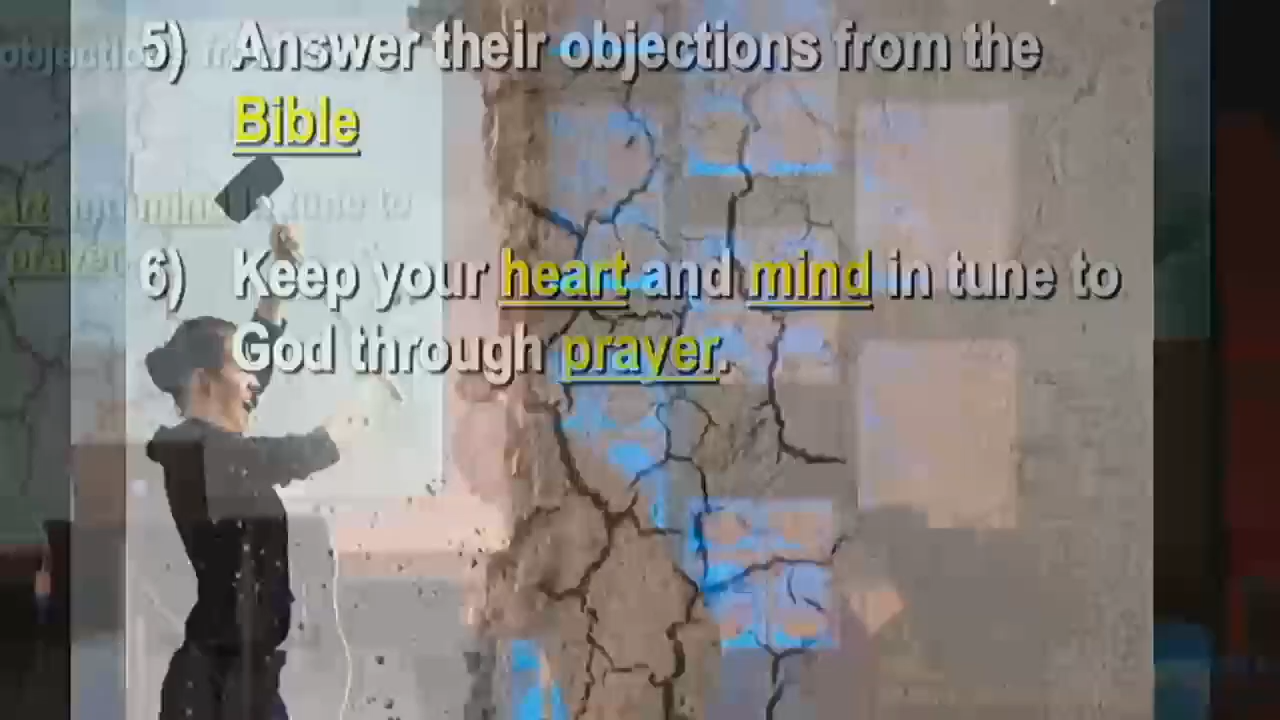 5) Answer their objections from the
Bible
6) Keep your heart and mind in tune to
God through prayer.